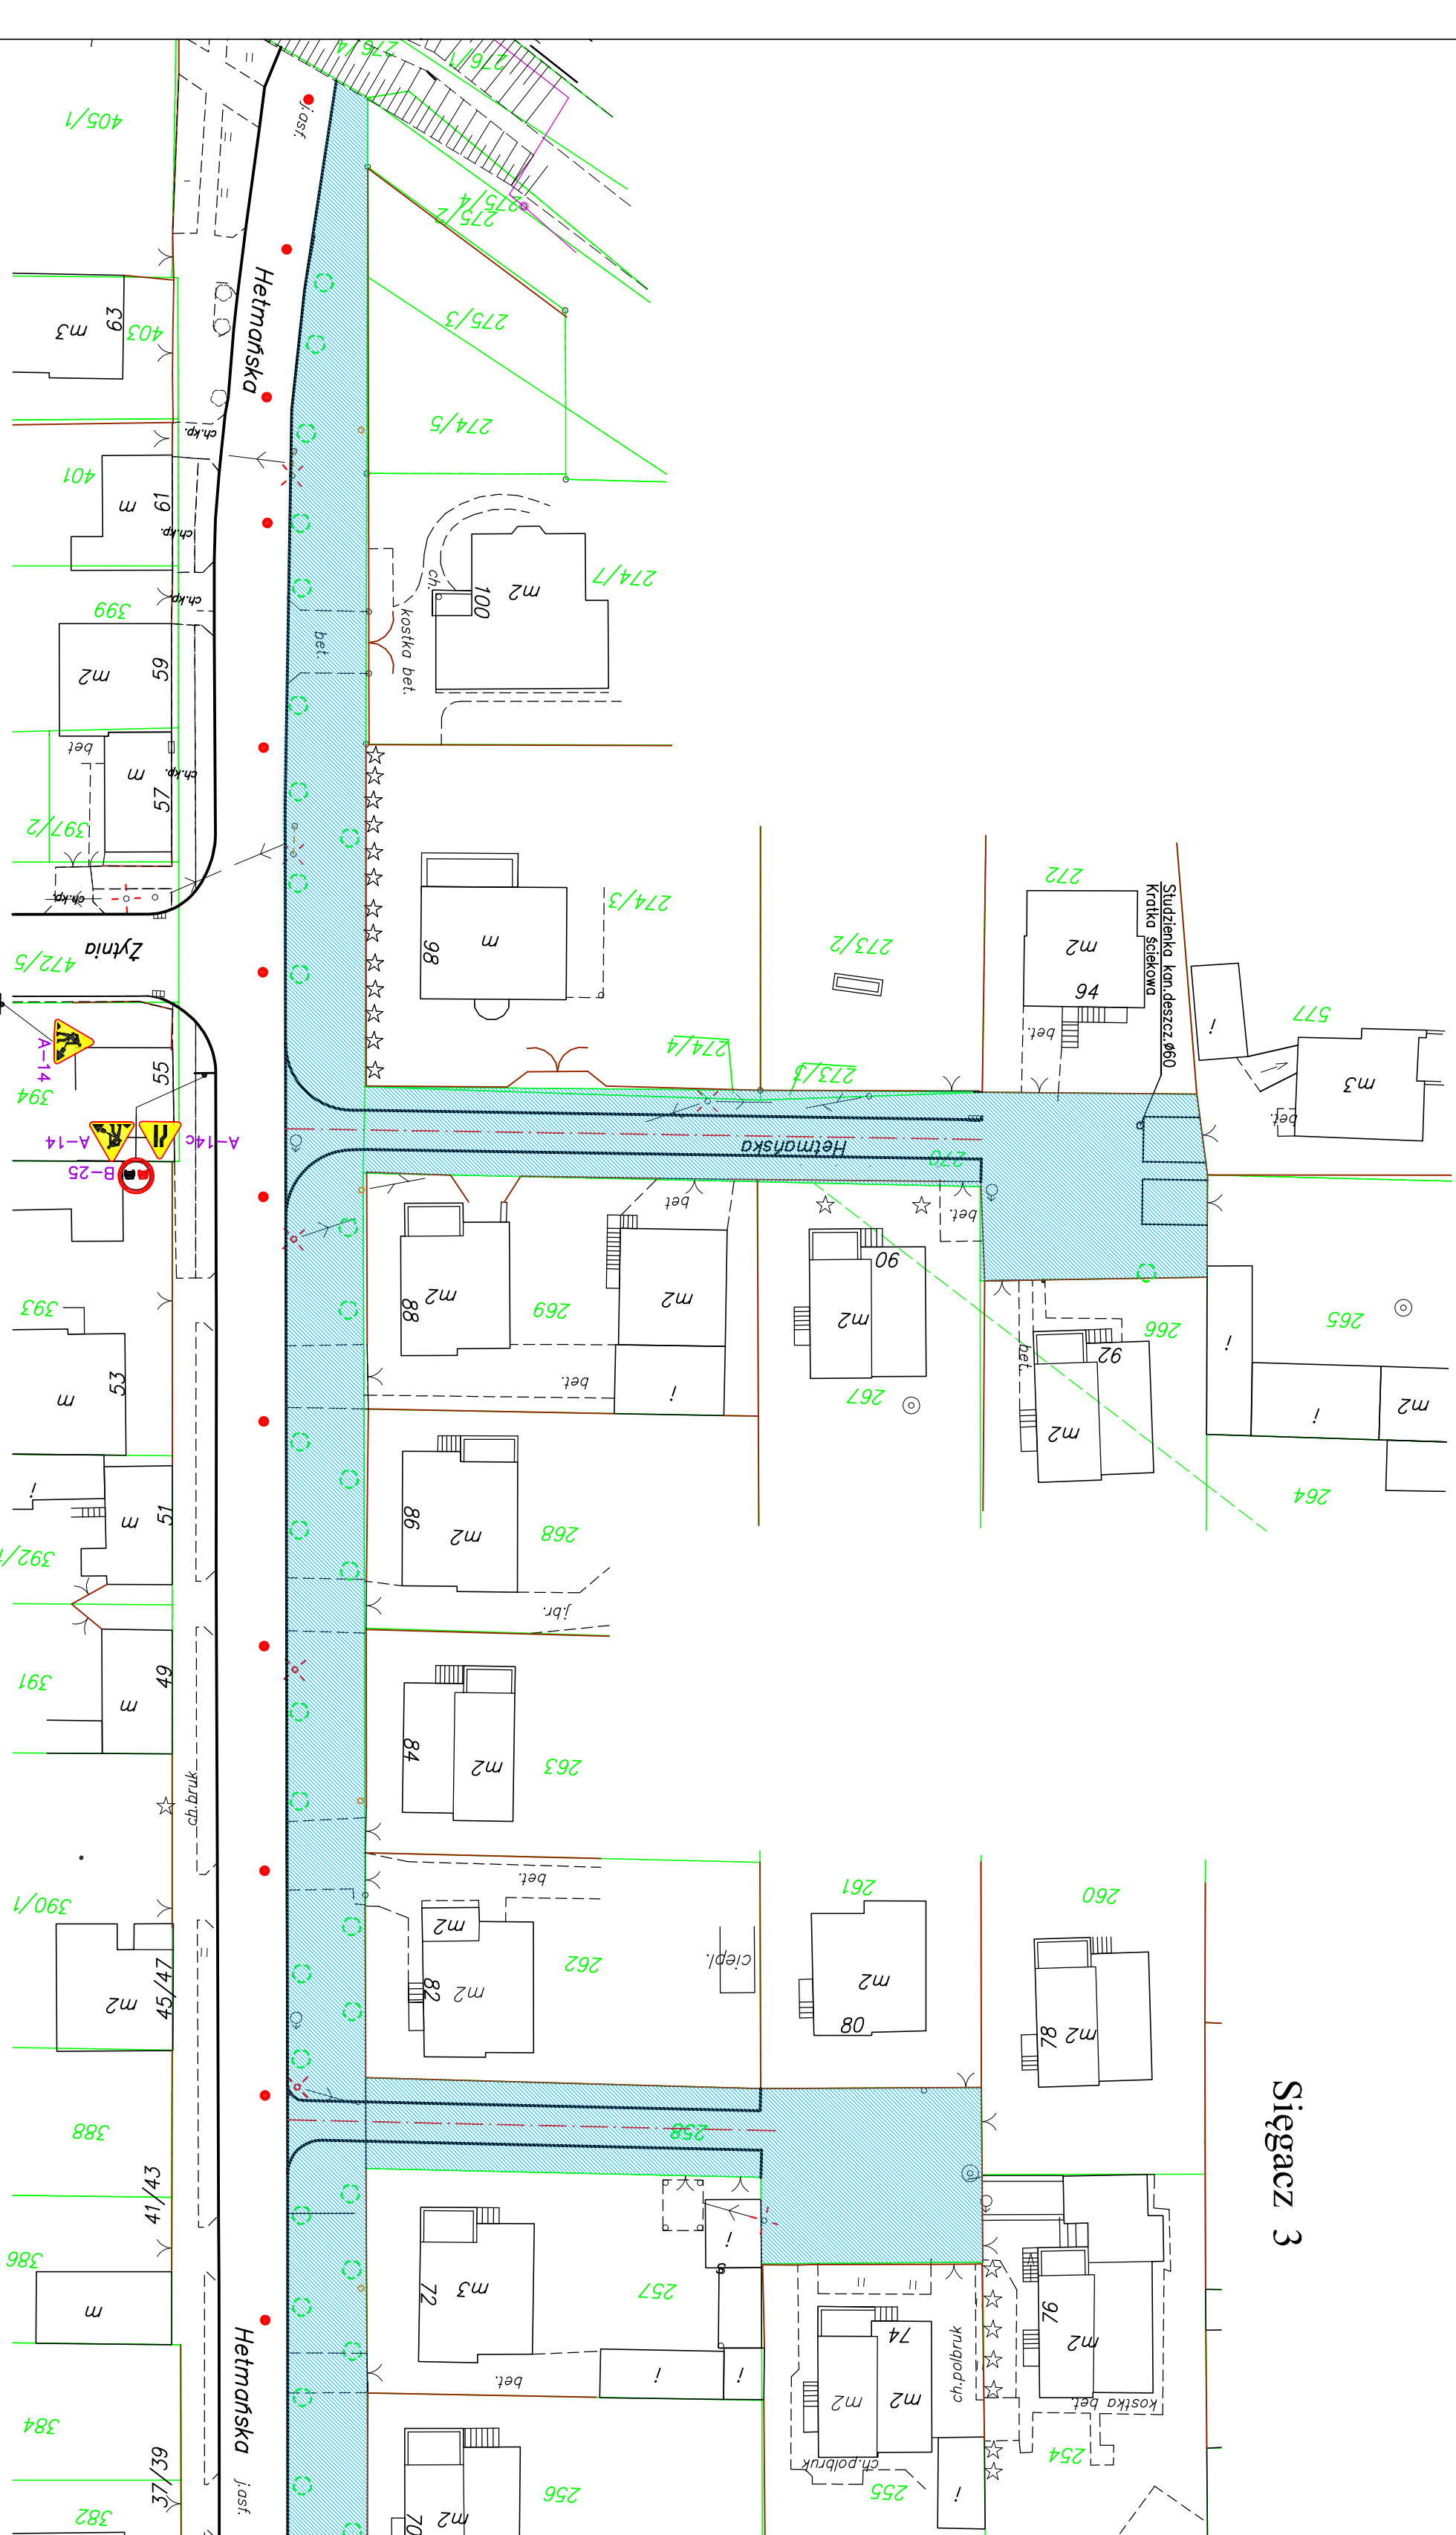 276/4
276/1
405/1
j.asf.
275/4
275/2
Hetmańska
63
m3
403
275/3
274/5
ch.kp.
401
61
m
ch.kp.
274/7
m2
100
ch.
kostka bet.
399
ch.kp.
bet.
59
m2
bet
m
57
ch.kp.
397/2
ch.kp.
274/3
m
98
273/2
272
m2
94
bet.
Studzienka kan.deszcz.ø60
Kratka ściekowa
577
i
m3
bet.
Żytnia
472/5
A-14
55
394
274/4
273/3
A-14
A-14c
B-25
Hetmańska
270
bet
bet.
393
53
m
88
m2
269
m2
i
bet.
90
m2
267
266
92
m2
bet.
265
i
i
m2
264
i
m
51
392/1
86
m2
268
j.br.
391
49
m
84
m2
263
ch.bruk
390/1
45/47
m2
bet.
m2
82
m2
262
ciepl.
261
m2
80
260
78
m2
Sięgacz 3
388
41/43
258
386
m
72
m3
257
i
s
i
i
bet.
74
m2
m2
ch.polbruk
ch.polbruk
76
m2
kostka bet.
254
Hetmańska
j.asf.
384
37/39
382
70
m2
256
255
i